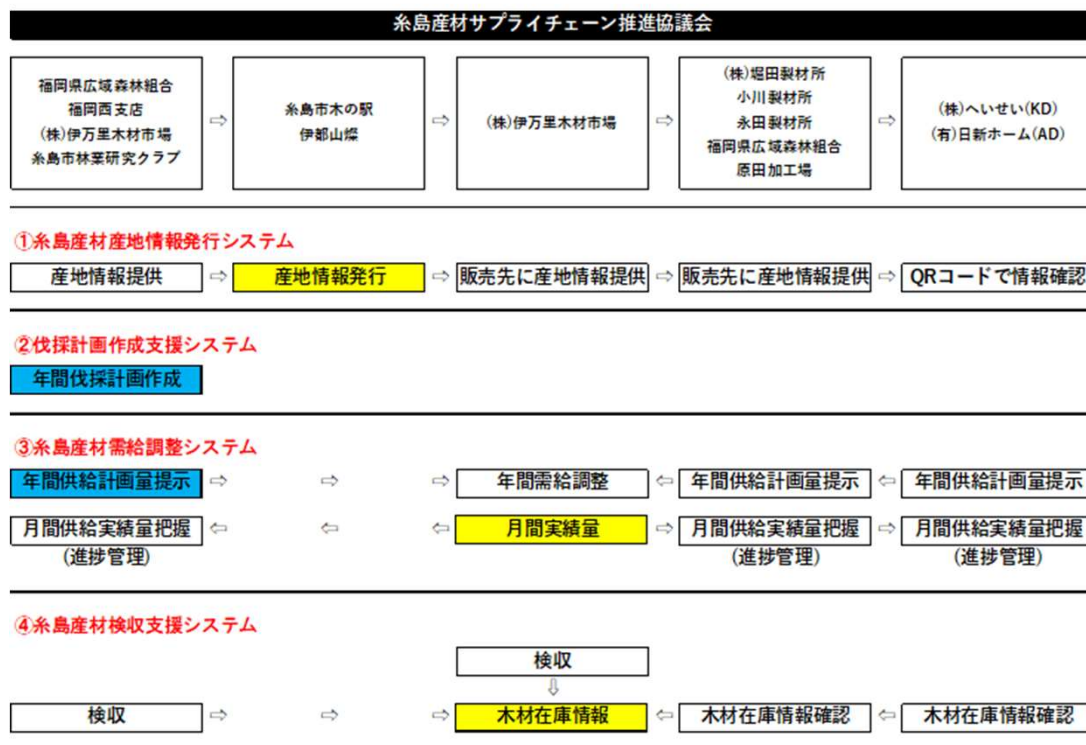 糸島産材サプライチェーン推進協議会
福岡県広域森林組合
福岡西支店
(株)伊万里木材市場
糸島市林業研究クラブ
⇨
糸島市木の駅
伊都山燦
⇨
(株)伊万里木材市場
⇨
(株)堀田製材所
小川製材所
永田製材所
福岡県広域森林組合
原田加工場
⇨
(株)へいせい(KD)
(有)日新ホーム(AD)
①糸島産材産地情報発行システム
産地情報提供 ⇨ 産地情報発行 ⇨ 販売先に産地情報提供 ⇨ 販売先に産地情報提供 ⇨ QRコードで情報確認
②伐採計画作成支援システム
年間伐採計画作成
③糸島産材需給調整システム
年間供給計画量提示 ⇨ ⇨ ⇨ 年間需給調整 ⇦ 年間供給計画量提示 ⇦ 年間供給計画量提示
月間供給実績量把握 ⇦ ⇦ ⇦ 月間実績量 ⇨ 月間供給実績量把握 ⇨ 月間供給実績量把握
(進捗管理) (進捗管理) (進捗管理)
④糸島産材検収支援システム
検収
⇩
検収 ⇨ ⇨ ⇨ 木材在庫情報 ⇦ 木材在庫情報確認 ⇦ 木材在庫情報確認